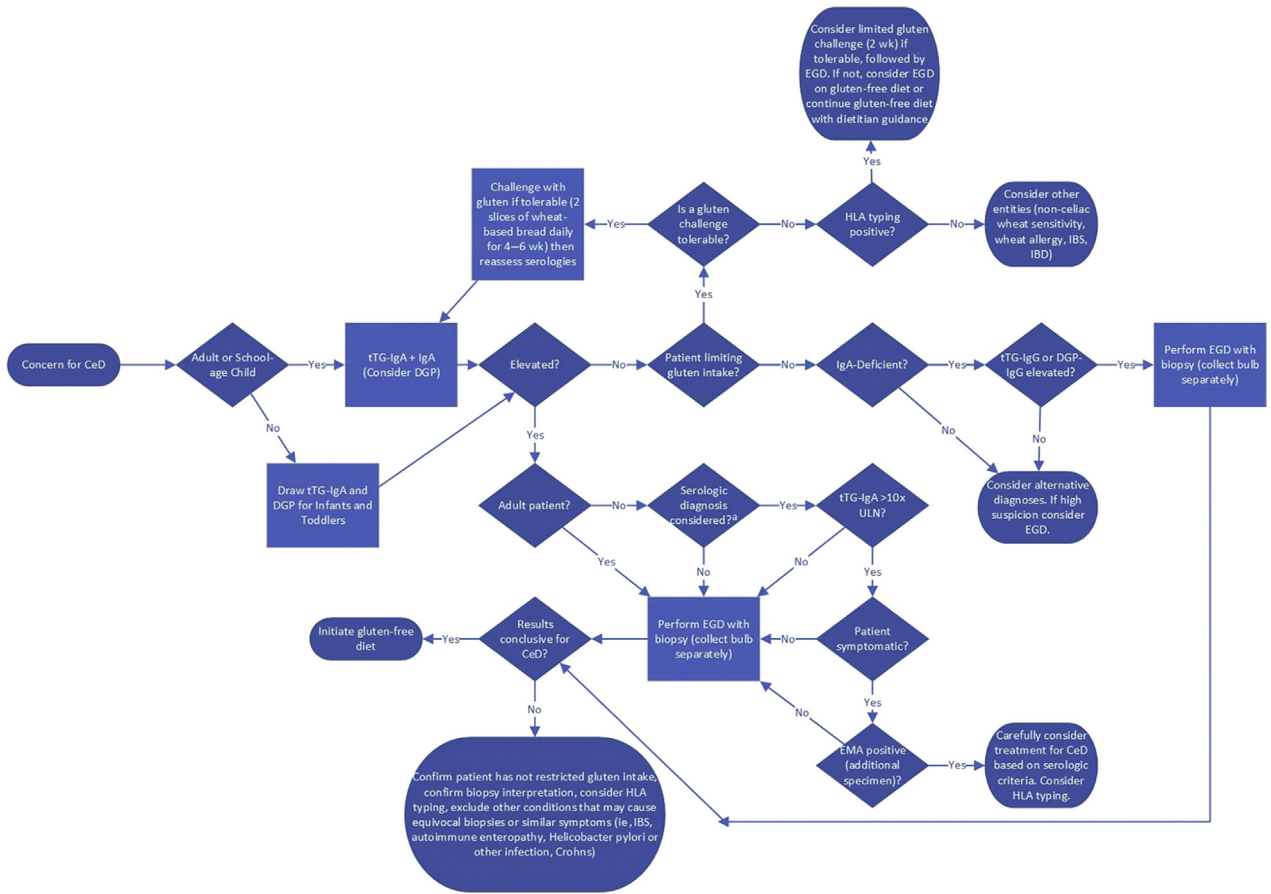 Consider limited gluten
challenge (2 wk) if
tolerable, followed by
EGD. If not, consider EGD
on gluten-free diet or
continue gluten-free diet
with dietitian guidance
Yes
Challenge with
gluten if tolerable (2
slices of wheat-
based bread daily
for 4–6 wk) then
reassess serologies
Yes
Is a gluten
challenge
tolerable?
No
HLA typing
positive?
No
Consider other
entities (non-celiac
wheat sensitivity,
wheat allergy, IBS,
IBD)
Yes
Concern for CeD
Adult or School-
age Child
Yes
tTG-IgA + IgA
(Consider DGP)
Elevated?
No
Patient limiting
gluten intake?
No
IgA-Deficient?
Yes
tTG-IgG or DGP-
IgG elevated?
Yes
Perform EGD with
biopsy (collect bulb
separately)
No
Yes
No
No
Draw tTG-IgA and
DGP for Infants and
Toddlers
Adult patient?
No
Serologic
diagnosis
considered?a
Yes
tTG-IgA >10x
ULN?
Consider alternative
diagnoses. If high
suspicion consider
EGD.
Yes
No
No
Yes
Initiate gluten-free
diet
Yes
Results
conclusive for
CeD?
Perform EGD with
biopsy (collect bulb
separately)
No
Patient
symptomatic?
No
No
Yes
Confirm patient has not restricted gluten intake,
confirm biopsy interpretation, consider HLA
typing, exclude other conditions that may cause
equivocal biopsies or similar symptoms (ie, IBS,
autoimmune enteropathy, Helicobacter pylori or
other infection, Crohns)
EMA positive
(additional
specimen)?
Yes
Carefully consider
treatment for CeD
based on serologic
criteria. Consider
HLA typing.